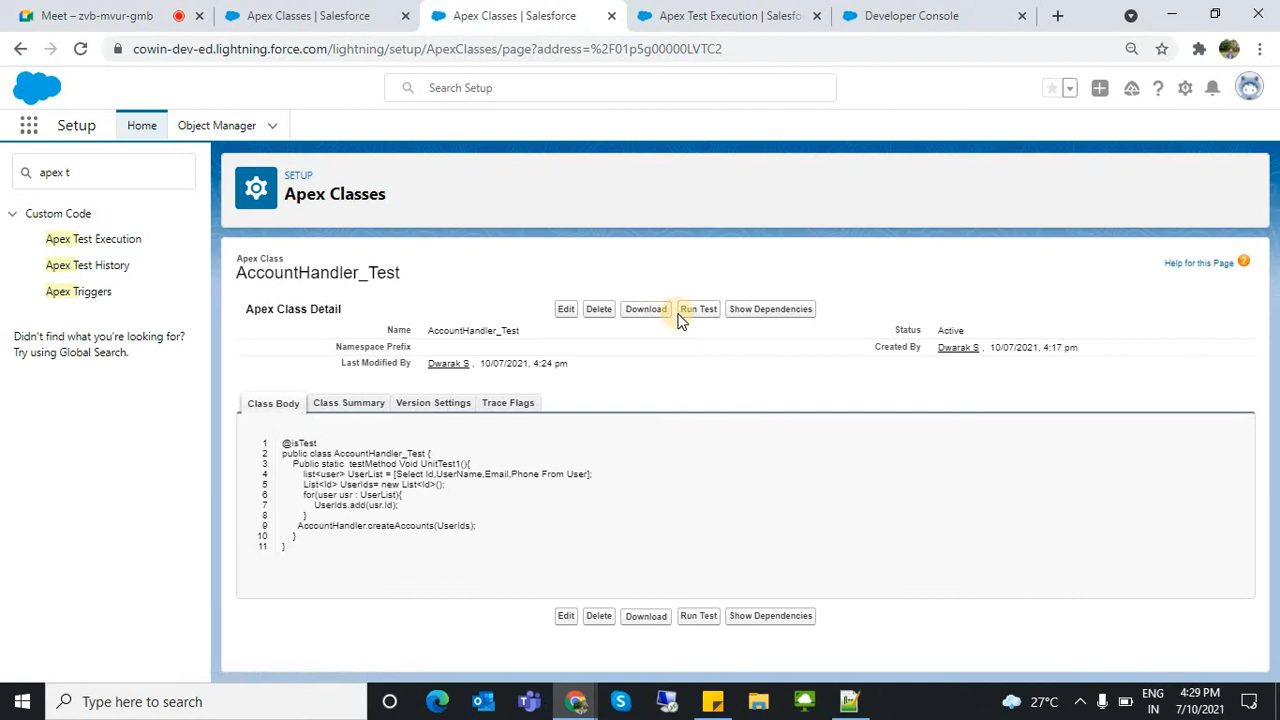 Meet – zvb-mvur-gmb
Apex Classes | Salesforce
Apex Classes | Salesforce
Apex Test Execution | Salesfo
Developer Console
cowin-dev-ed.lightning.force.com/lightning/setup/ApexClasses/page?address=%2F01p5g00000LVTC2
Search Setup
Setup
Home
Object Manager
apex t
Custom Code
Apex Test Execution
Apex Test History
Apex Triggers
Didn't find what you're looking for?
Try using Global Search.
SETUP
Apex Classes
Apex Class
AccountHandler_Test
Help for this Page ?
Apex Class Detail
Edit Delete Download Run Test Show Dependencies
Name AccountHandler_Test Status Active
Namespace Prefix Created By Dwarak S , 10/07/2021, 4:17 pm
Last Modified By Dwarak S , 10/07/2021, 4:24 pm
Class Body Class Summary Version Settings Trace Flags
1 @isTest
2 public class AccountHandler_Test {
3 Public static testMethod Void UnitTest1(){
4 list<user> UserList = [Select Id,UserName,Email,Phone From User];
5 List<Id> UserIds= new List<Id>();
6 for(user usr : UserList){
7 UserIds.add(usr.Id);
8 }
9 AccountHandler.createAccounts(UserIds);
10 }
11 }
Edit Delete Download Run Test Show Dependencies
Type here to search
27°C
ENG
IN
4:29 PM
7/10/2021